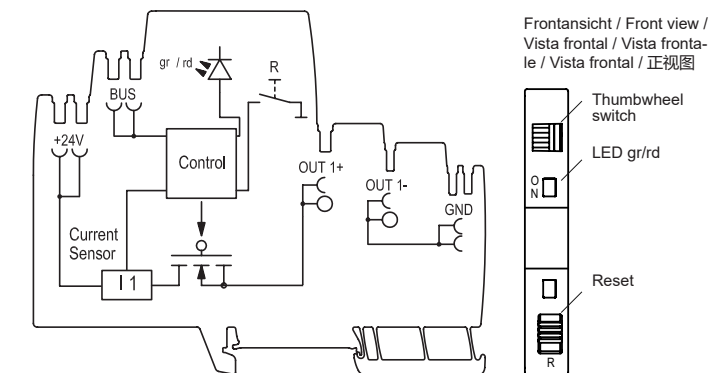 Frontansicht / Front view /
Vista frontal / Vista fronta-
le / Vista frontal / 正视图
gr / rd
R
BUS
+24V
Control
OUT 1+
OUT 1-
GND
Current
Sensor
I 1
Thumbwheel
switch
LED gr/rd
O
N
Reset
R